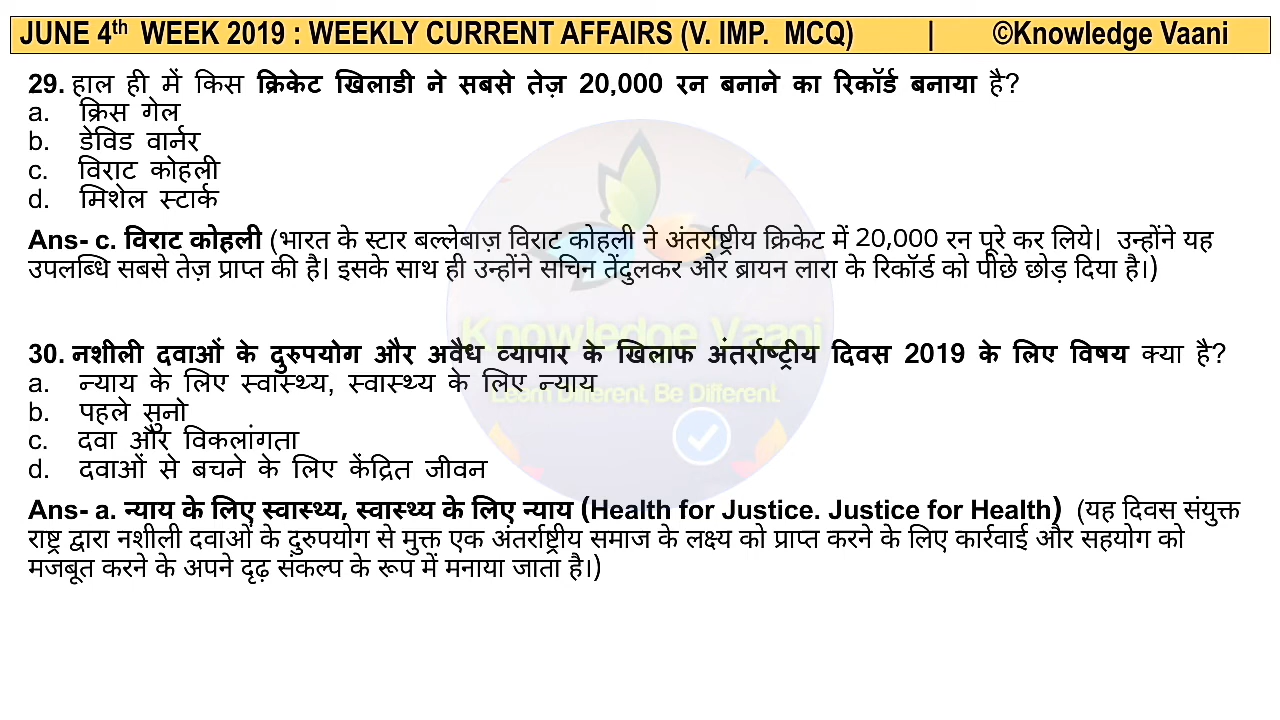 JUNE 4th WEEK 2019 : WEEKLY CURRENT AFFAIRS (V. IMP. MCQ) | ©Knowledge Vaani
29. हाल ही में किस क्रिकेट खिलाडी ने सबसे तेज़ 20,000 रन बनाने का रिकॉर्ड बनाया है?
a. क्रिस गेल
b. डेविड वार्नर
c. विराट कोहली
d. मिशेल स्टार्क
Ans- c. विराट कोहली (भारत के स्टार बल्लेबाज़ विराट कोहली ने अंतर्राष्ट्रीय क्रिकेट में 20,000 रन पूरे कर लिये। उन्होंने यह
उपलब्धि सबसे तेज़ प्राप्त की है। इसके साथ ही उन्होंने सचिन तेंदुलकर और ब्रायन लारा के रिकॉर्ड को पीछे छोड़ दिया है।)
Knowledge Vaani
30. नशीली दवाओं के दुरुपयोग और अवैध व्यापार के खिलाफ अंतर्राष्ट्रीय दिवस 2019 के लिए विषय क्या है?
a. न्याय के लिए स्वास्थ्य, स्वास्थ्य के लिए न्याय
Learn Different, Be Different
b. पहले सुनो
c. दवा और विकलांगता
d. दवाओं से बचने के लिए केंद्रित जीवन
Ans- a. न्याय के लिए स्वास्थ्य, स्वास्थ्य के लिए न्याय (Health for Justice. Justice for Health) (यह दिवस संयुक्त
राष्ट्र द्वारा नशीली दवाओं के दुरुपयोग से मुक्त एक अंतर्राष्ट्रीय समाज के लक्ष्य को प्राप्त करने के लिए कार्रवाई और सहयोग को
मजबूत करने के अपने दृढ़ संकल्प के रूप में मनाया जाता है।)